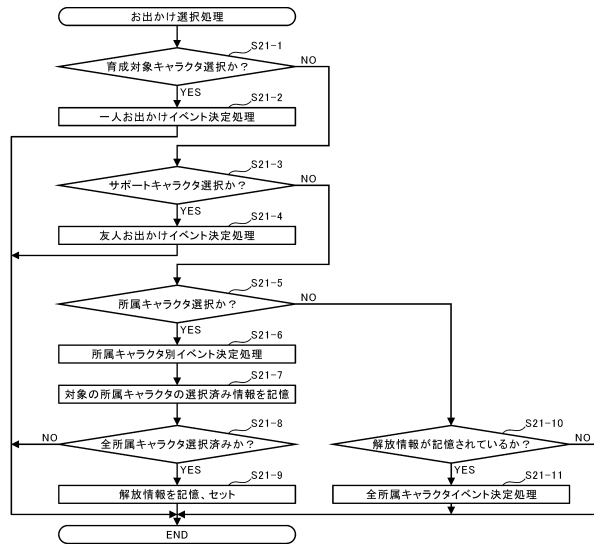 お出かけ選択処理
S21-1
育成対象キャラクタ選択か？
NO
YES
S21-2
一人お出かけイベント決定処理
S21-3
サポートキャラクタ選択か？
NO
YES
S21-4
友人お出かけイベント決定処理
S21-5
所属キャラクタ選択か？
NO
YES
S21-6
所属キャラクタ別イベント決定処理
S21-7
対象の所属キャラクタの選択済み情報を記憶
S21-8
NO
全所属キャラクタ選択済みか？
YES
S21-9
解放情報を記憶、セット
S21-10
解放情報が記憶されているか？
NO
YES
S21-11
全所属キャラクタイベント決定処理
END